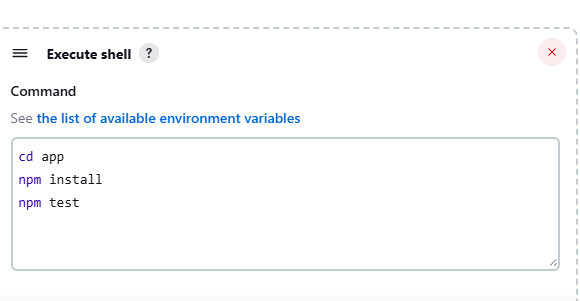 Execute shell ?
Command
See the list of available environment variables
cd app
npm install
npm test